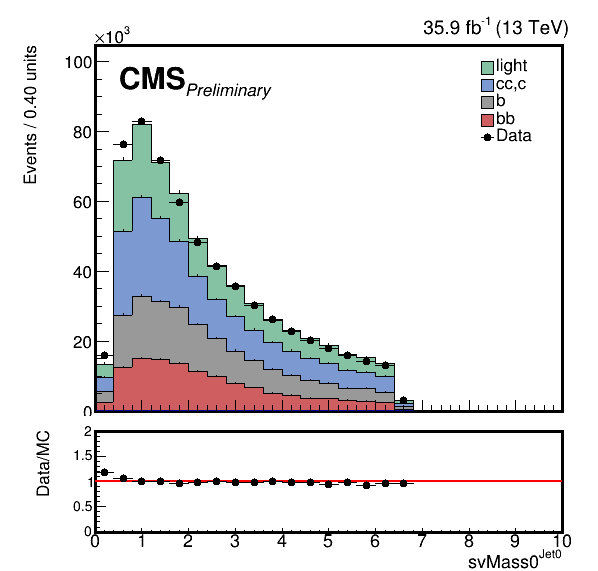 35.9 fb⁻¹ (13 TeV)
×10³
Events / 0.40 units
100
80
60
40
20
0
CMS Preliminary
light
cc,c
b
bb
Data
Data/MC
2
1.5
1
0.5
0
0 1 2 3 4 5 6 7 8 9 10
svMass0^Jet0